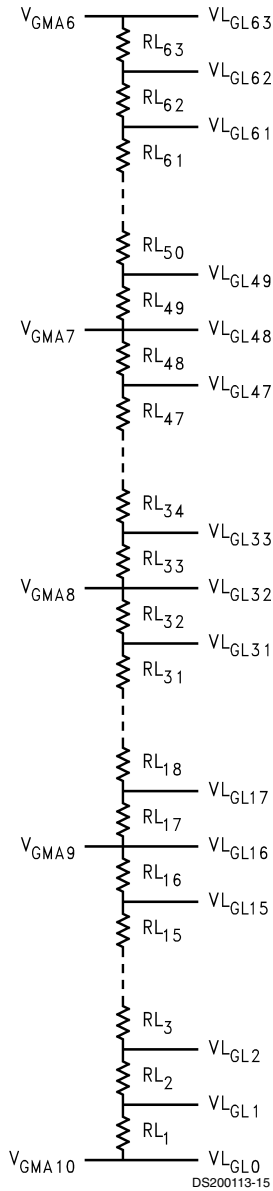 VGMA6 VLGL63
RL63
VLGL62
RL62
VLGL61
RL61
RL50
VLGL49
RL49
VGMA7 VLGL48
RL48
VLGL47
RL47
RL34
VLGL33
RL33
VGMA8 VLGL32
RL32
VLGL31
RL31
RL18
VLGL17
RL17
VGMA9 VLGL16
RL16
VLGL15
RL15
RL3
VLGL2
RL2
VLGL1
RL1
VGMA10 VLGL0
DS200113-15